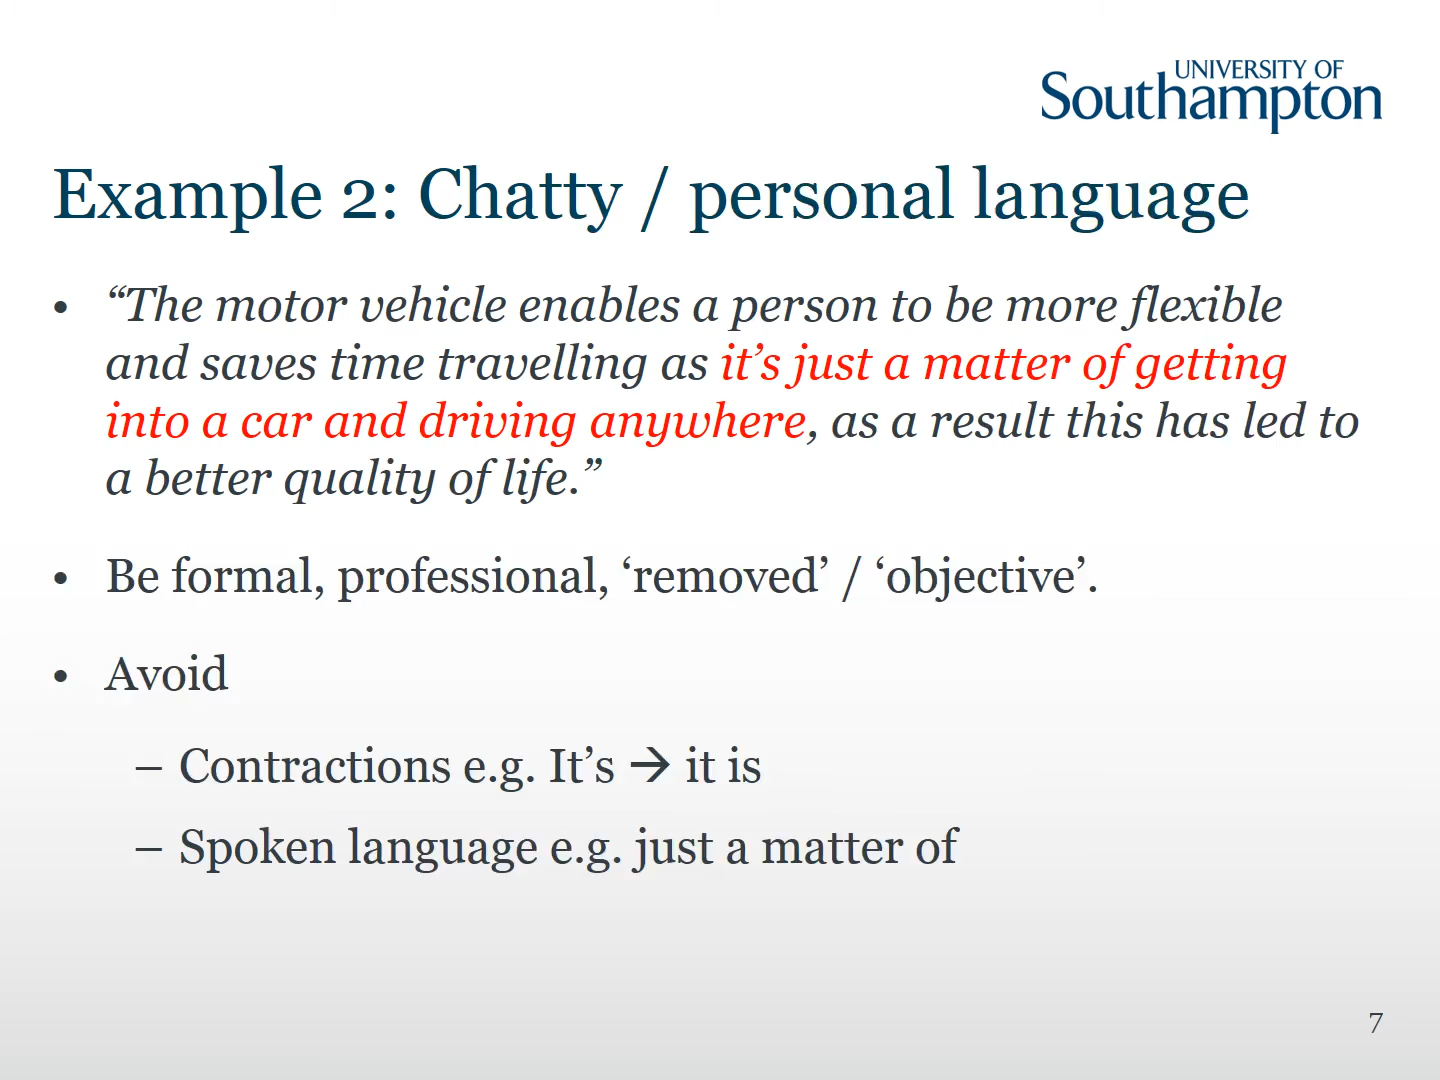 UNIVERSITY OF
Southampton
Example 2: Chatty / personal language
• “The motor vehicle enables a person to be more flexible
and saves time travelling as it’s just a matter of getting
into a car and driving anywhere, as a result this has led to
a better quality of life.”
• Be formal, professional, ‘removed’ / ‘objective’.
• Avoid
– Contractions e.g. It’s → it is
– Spoken language e.g. just a matter of
7